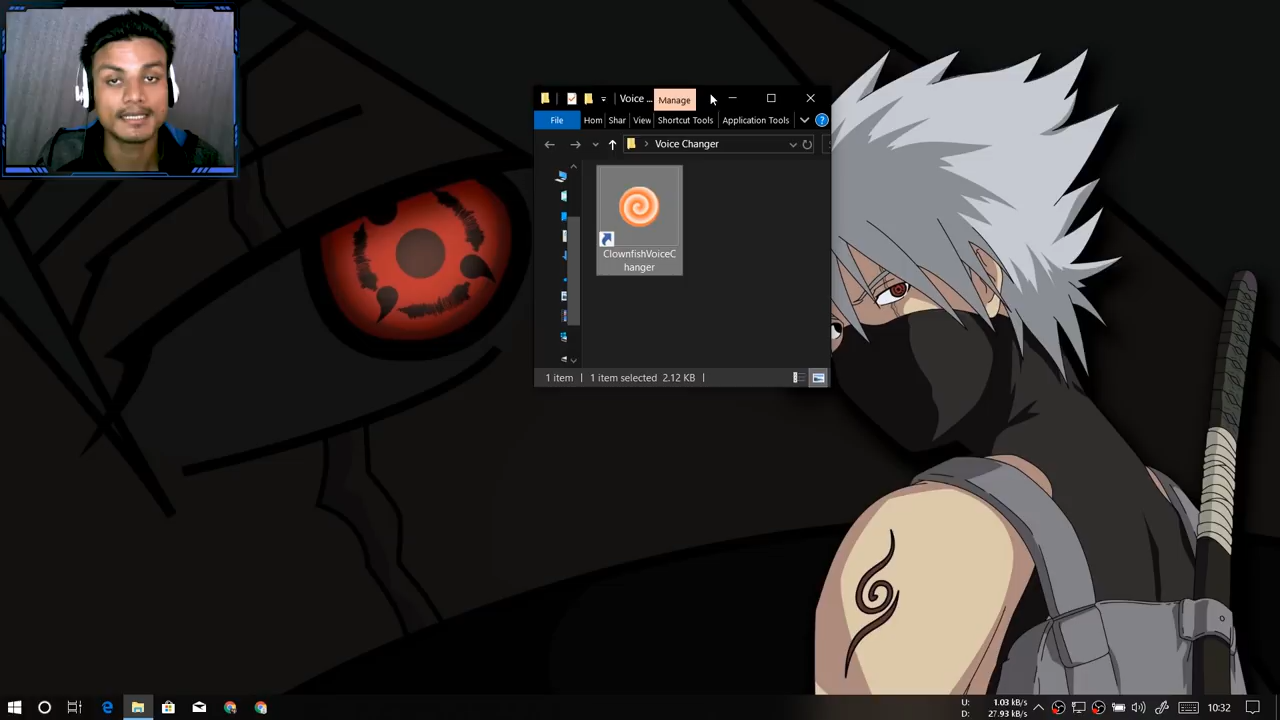 Voice ...
Manage
File
Hom
Shar
View
Shortcut Tools
Application Tools
Voice Changer
ClownfishVoiceC
hanger
1 item
1 item selected 2.12 KB
U: 1.03 kB/s
D: 27.93 kB/s
10:32